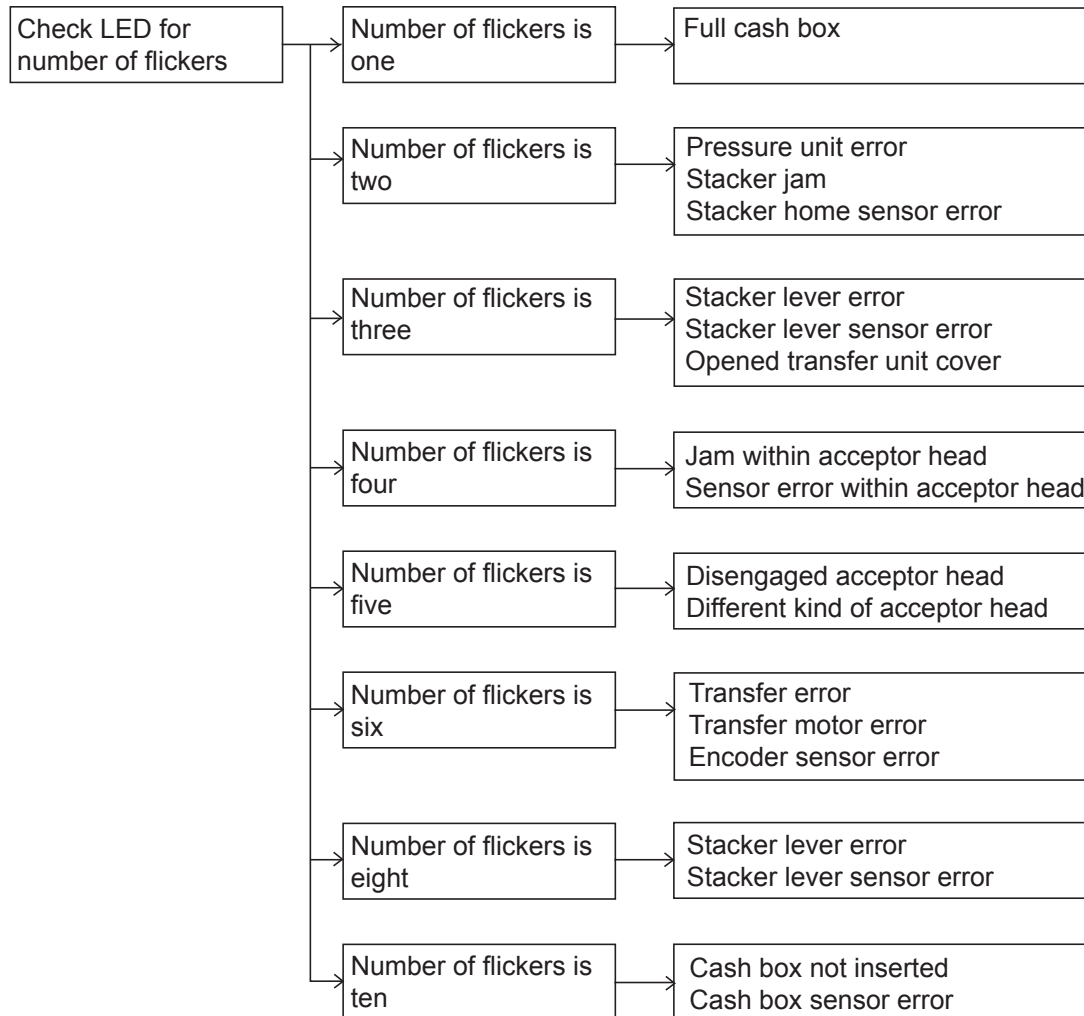 Check LED for
number of flickers
Number of flickers is
one
Full cash box
Number of flickers is
two
Pressure unit error
Stacker jam
Stacker home sensor error
Number of flickers is
three
Stacker lever error
Stacker lever sensor error
Opened transfer unit cover
Number of flickers is
four
Jam within acceptor head
Sensor error within acceptor head
Number of flickers is
five
Disengaged acceptor head
Different kind of acceptor head
Number of flickers is
six
Transfer error
Transfer motor error
Encoder sensor error
Number of flickers is
eight
Stacker lever error
Stacker lever sensor error
Number of flickers is
ten
Cash box not inserted
Cash box sensor error